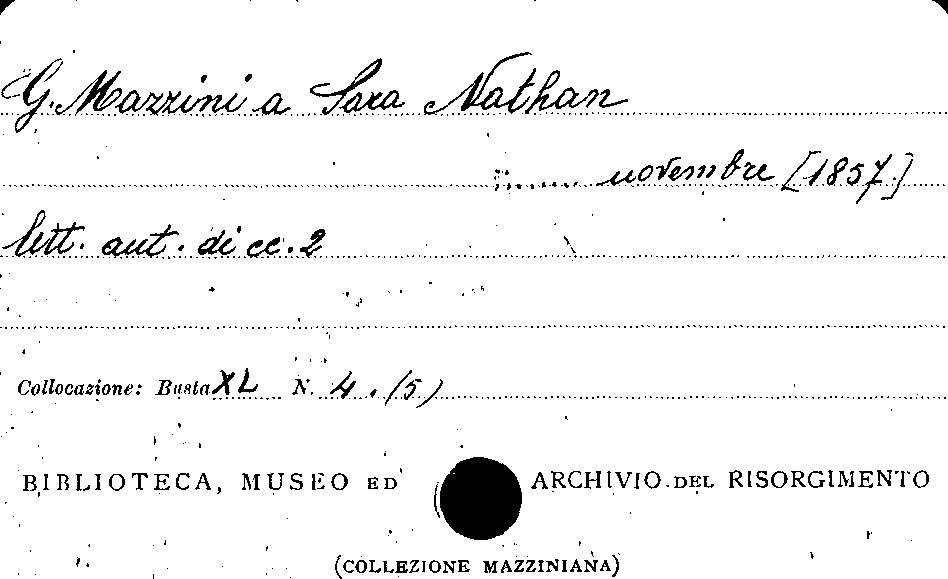 G. Mazzini a Sara Nathan
novembre [1857]
lett. aut. di cc. 2
Collocazione: Busta XL N. 4. (5)
BIBLIOTECA, MUSEO ED ARCHIVIO DEL RISORGIMENTO
(COLLEZIONE MAZZINIANA)